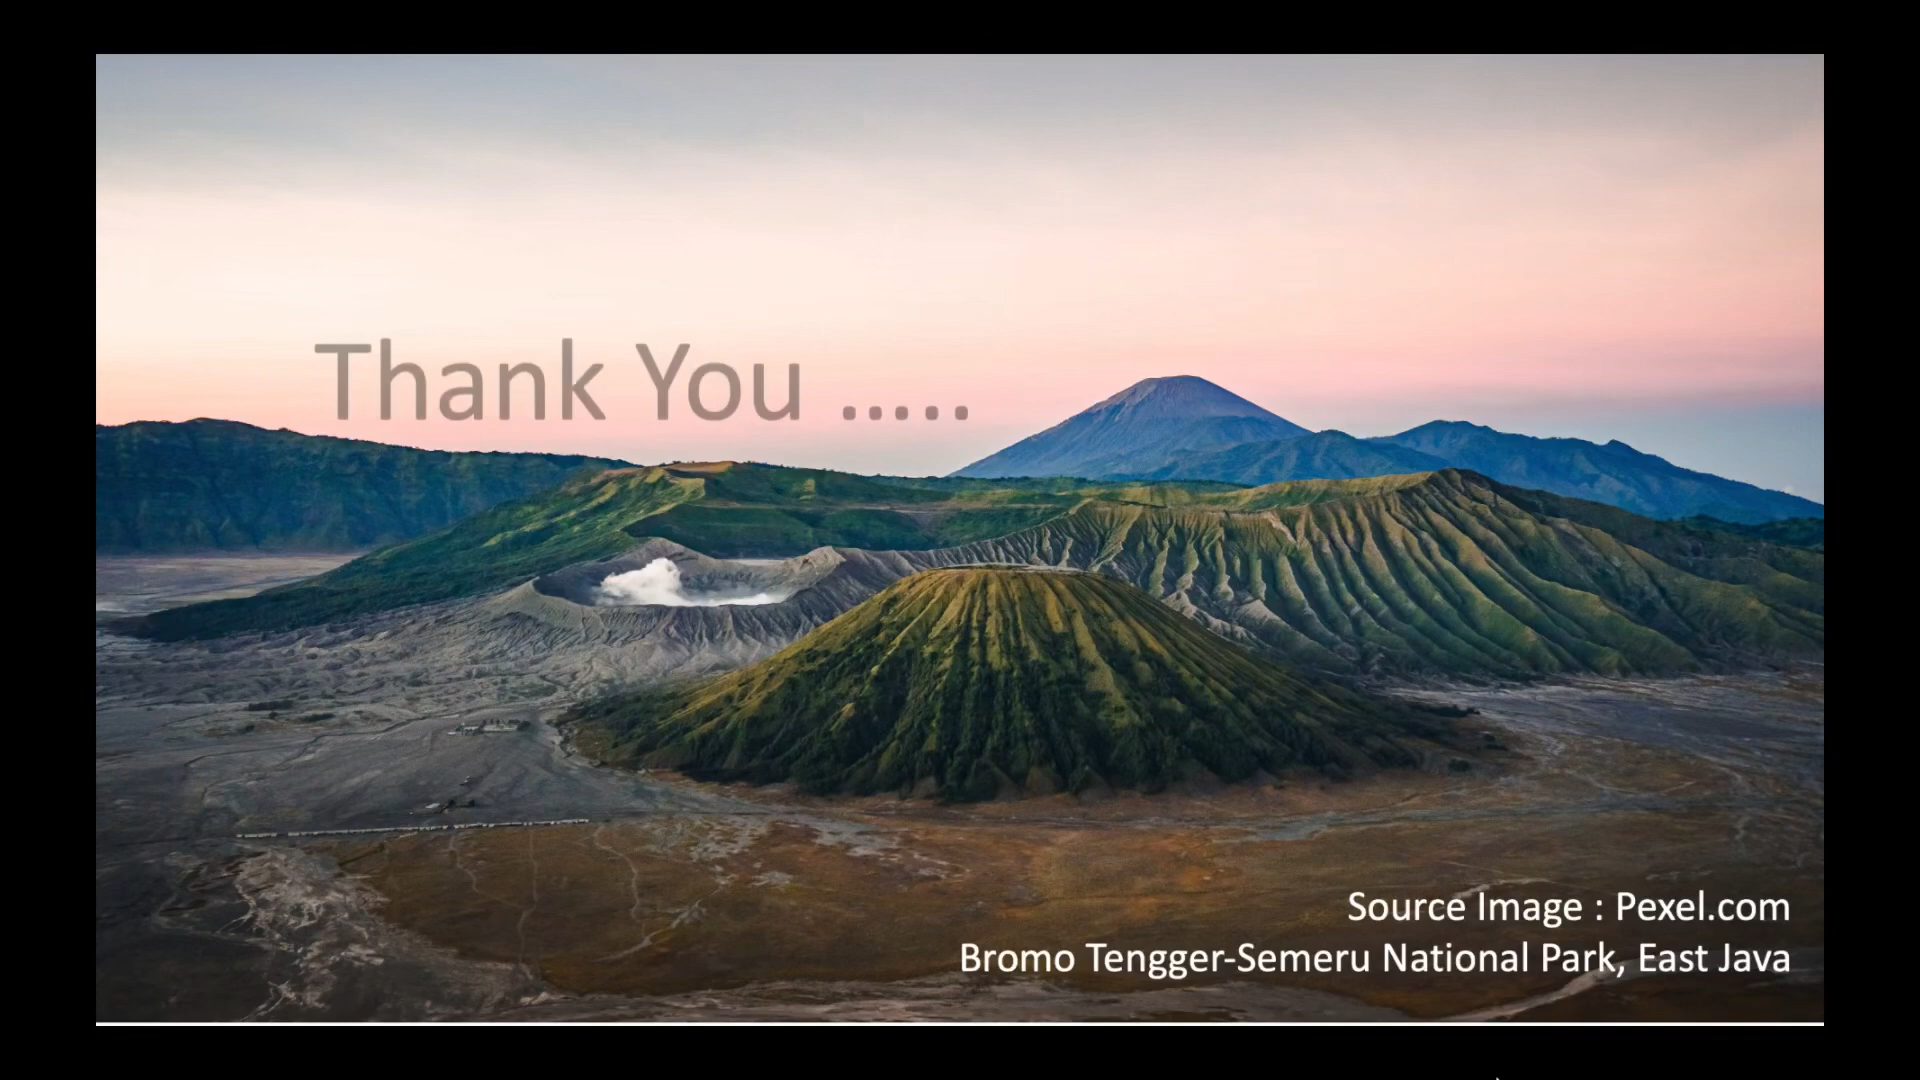 Thank You .....
Source Image : Pexel.com
Bromo Tengger-Semeru National Park, East Java